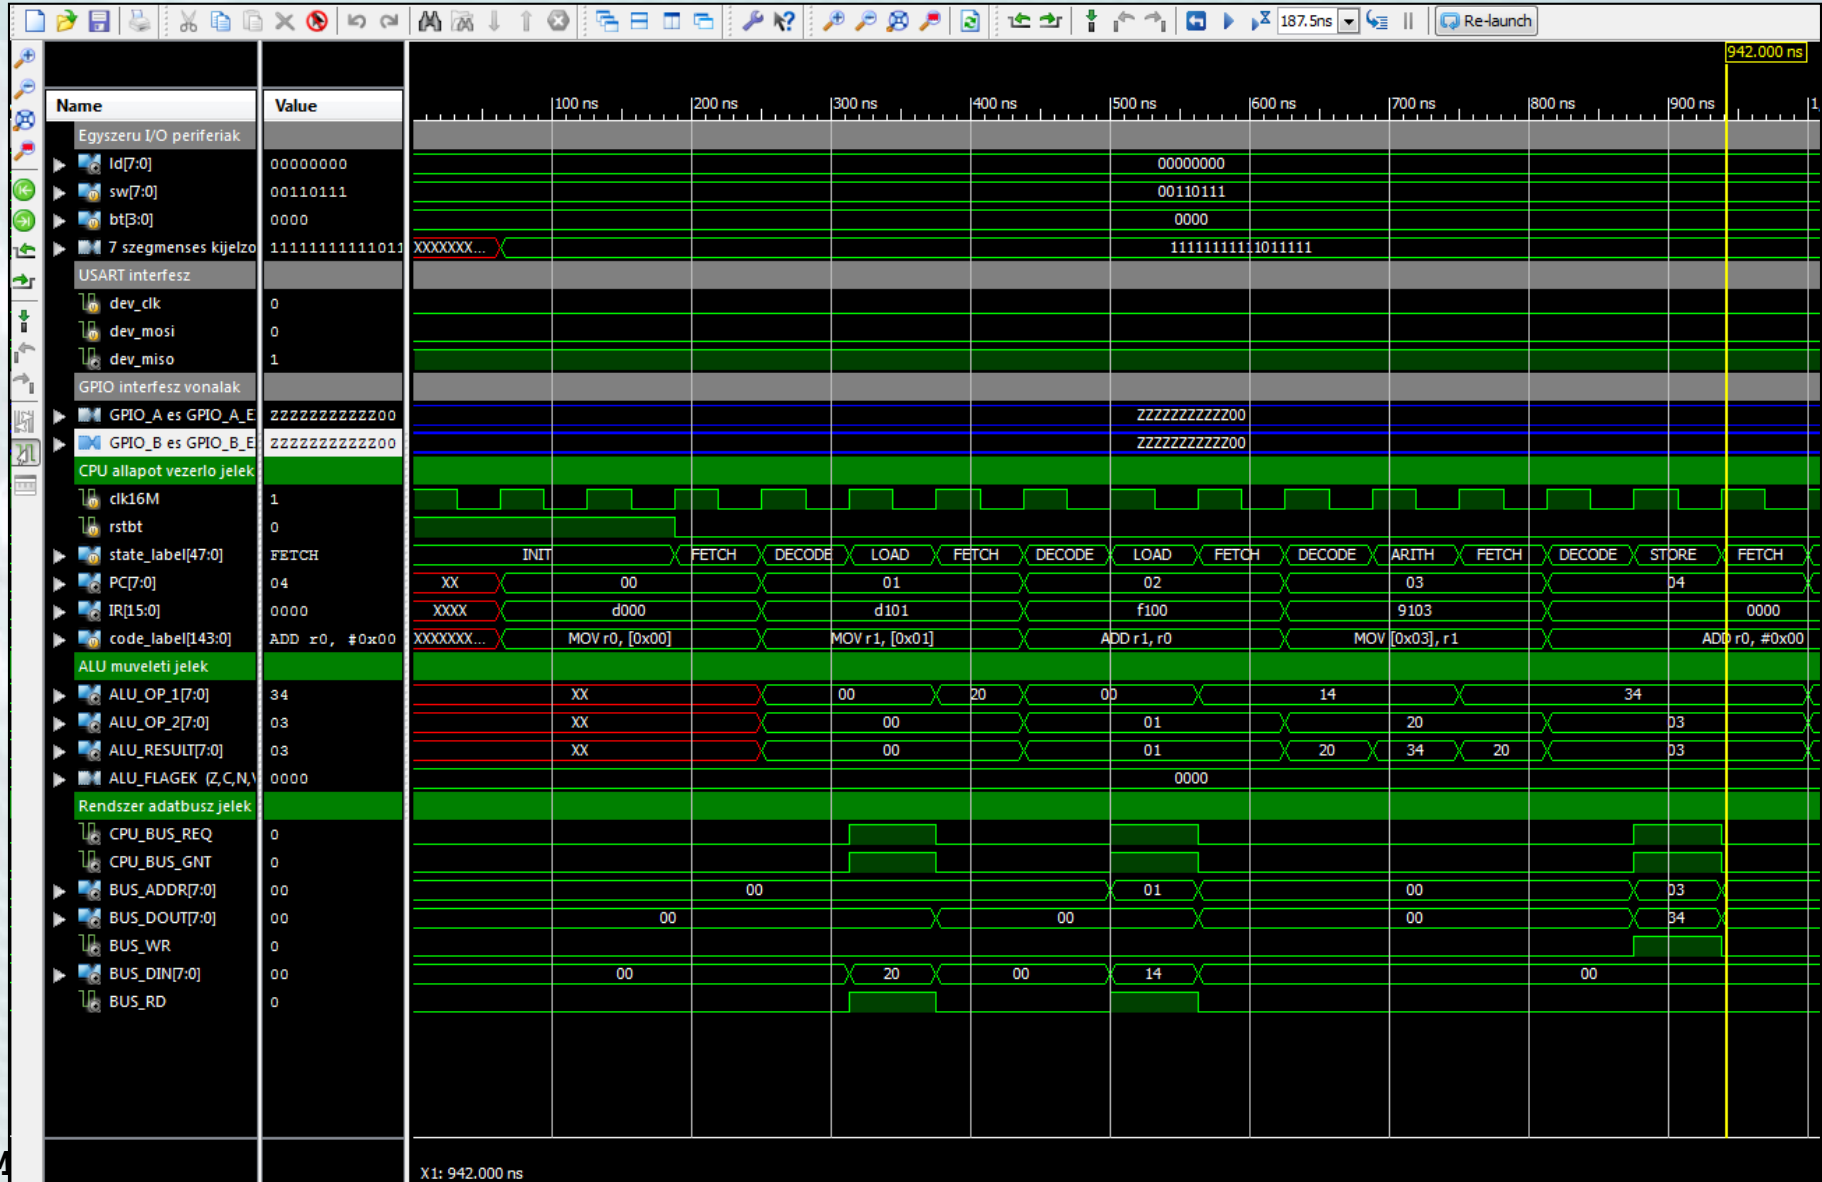 187.5ns Re-launch
942.000 ns
Name Value 100 ns 200 ns 300 ns 400 ns 500 ns 600 ns 700 ns 800 ns 900 ns 1
Egyszeru I/O periferiak
ld[7:0] 00000000 00000000
sw[7:0] 00110111 00110111
bt[3:0] 0000 0000
7 szegmenses kijelzo 1111111111111011 XXXXXXX... 11111111111011111
USART interfesz
dev_clk 0
dev_mosi 0
dev_miso 1
GPIO interfesz vonalak
GPIO_A es GPIO_A_E ZZZZZZZZZZZZ00 ZZZZZZZZZZZZ00
GPIO_B es GPIO_B_E ZZZZZZZZZZZZ00 ZZZZZZZZZZZZ00
CPU allapot vezerlo jelek
clk16M 1
rstbt 0
state_label[47:0] FETCH INIT FETCH DECODE LOAD FETCH DECODE LOAD FETCH DECODE ARITH FETCH DECODE STORE FETCH
PC[7:0] 04 XX 00 01 02 03 04
IR[15:0] 0000 XXXX d000 d101 f100 9103 0000
code_label[143:0] ADD r0, #0x00 XXXXXXX... MOV r0, [0x00] MOV r1, [0x01] ADD r1, r0 MOV [0x03], r1 ADD r0, #0x00
ALU muveleti jelek
ALU_OP_1[7:0] 34 XX 00 20 00 14 34
ALU_OP_2[7:0] 03 XX 00 01 20 03
ALU_RESULT[7:0] 03 XX 00 01 20 34 20 03
ALU_FLAGEK (Z,C,N,V 0000 0000
Rendszer adatbusz jelek
CPU_BUS_REQ 0
CPU_BUS_GNT 0
BUS_ADDR[7:0] 00 00 01 00 03
BUS_DOUT[7:0] 00 00 00 00 34
BUS_WR 0
BUS_DIN[7:0] 00 00 20 00 14 00
BUS_RD 0
X1: 942.000 ns